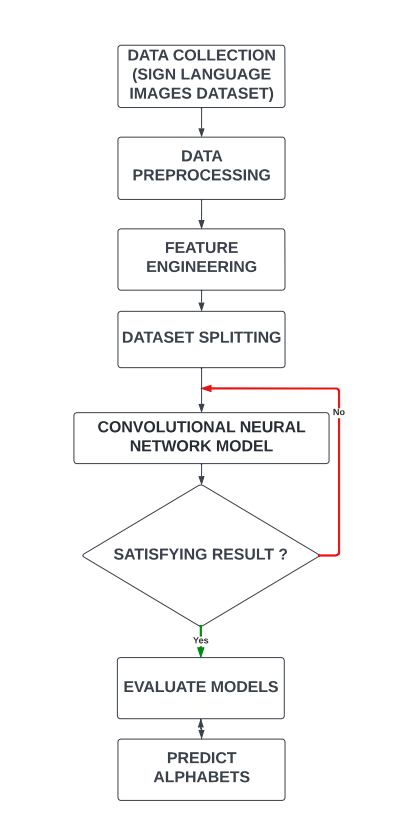 DATA COLLECTION
(SIGN LANGUAGE
IMAGES DATASET)
DATA
PREPROCESSING
FEATURE
ENGINEERING
DATASET SPLITTING
No
CONVOLUTIONAL NEURAL
NETWORK MODEL
SATISFYING RESULT ?
Yes
EVALUATE MODELS
PREDICT
ALPHABETS